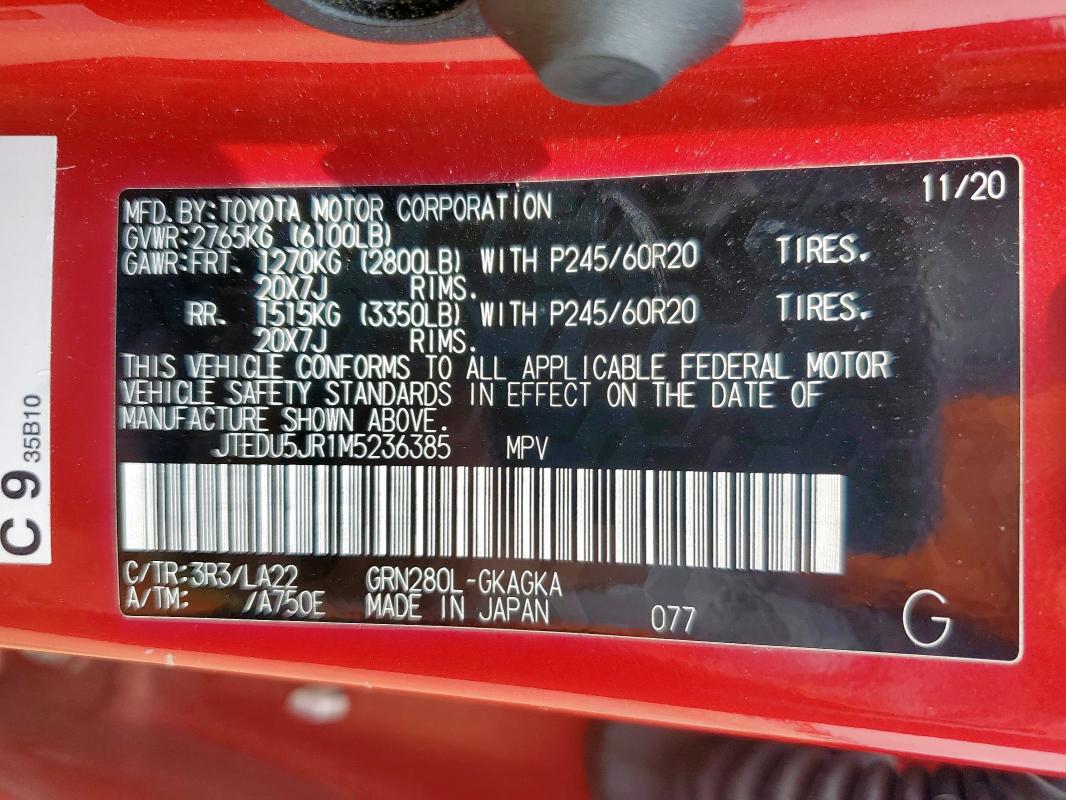 11/20
MFD. BY: TOYOTA MOTOR CORPORATION
GVWR: 2765KG (6100LB)
GAWR: FRT. 1270KG (2800LB) WITH P245/60R20 TIRES.
20X7J RIMS.
RR. 1515KG (3350LB) WITH P245/60R20 TIRES.
20X7J RIMS.
THIS VEHICLE CONFORMS TO ALL APPLICABLE FEDERAL MOTOR
VEHICLE SAFETY STANDARDS IN EFFECT ON THE DATE OF
MANUFACTURE SHOWN ABOVE.
JTEDU5JR1M5236385 MPV
C/TR: 3R3/LA22 GRN280L-GKAGKA
A/TM: /A750E MADE IN JAPAN 077 G
C 9
35B10